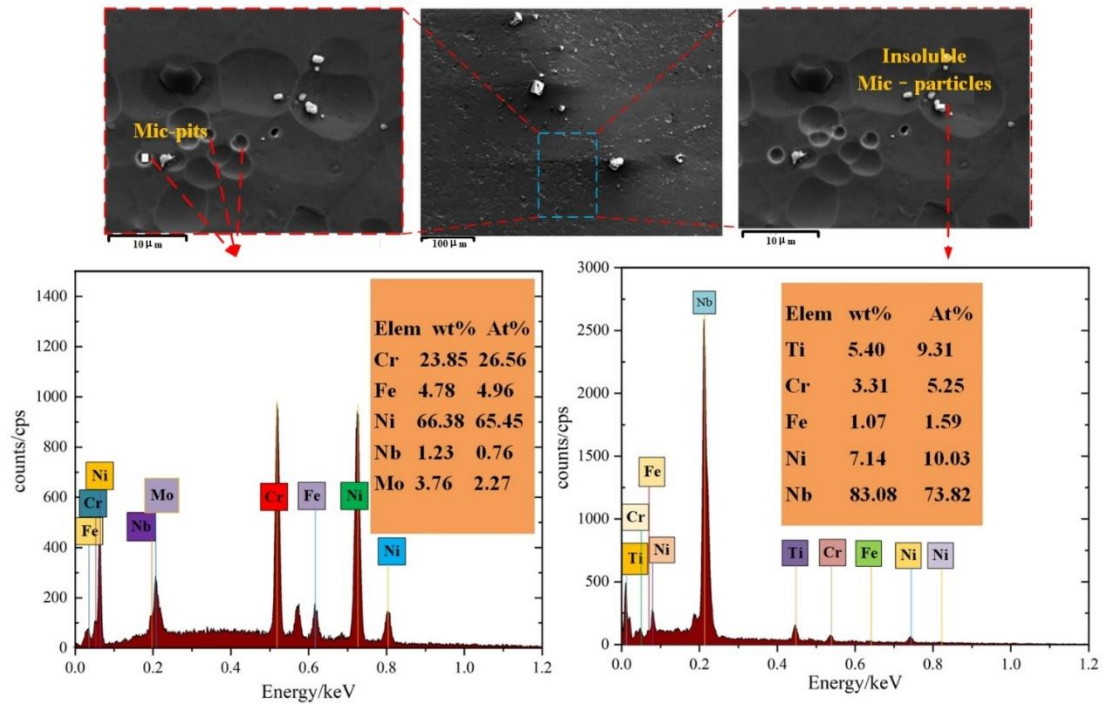 Mic-pits
10μm
100μm
Insoluble
Mic - particles
10μm
counts/cps
1400
1200
1000
800
600
400
200
0
0.0 0.2 0.4 0.6 0.8 1.0 1.2
Energy/keV
Ni
Cr
Fe
Mo
Nb
Cr
Fe
Ni
Ni
Elem wt% At%
Cr 23.85 26.56
Fe 4.78 4.96
Ni 66.38 65.45
Nb 1.23 0.76
Mo 3.76 2.27
counts/cps
3000
2500
2000
1500
1000
500
0
0.0 0.2 0.4 0.6 0.8 1.0 1.2
Energy/keV
Nb
Fe
Cr
Ti
Ni
Ti
Cr
Fe
Ni
Ni
Elem wt% At%
Ti 5.40 9.31
Cr 3.31 5.25
Fe 1.07 1.59
Ni 7.14 10.03
Nb 83.08 73.82